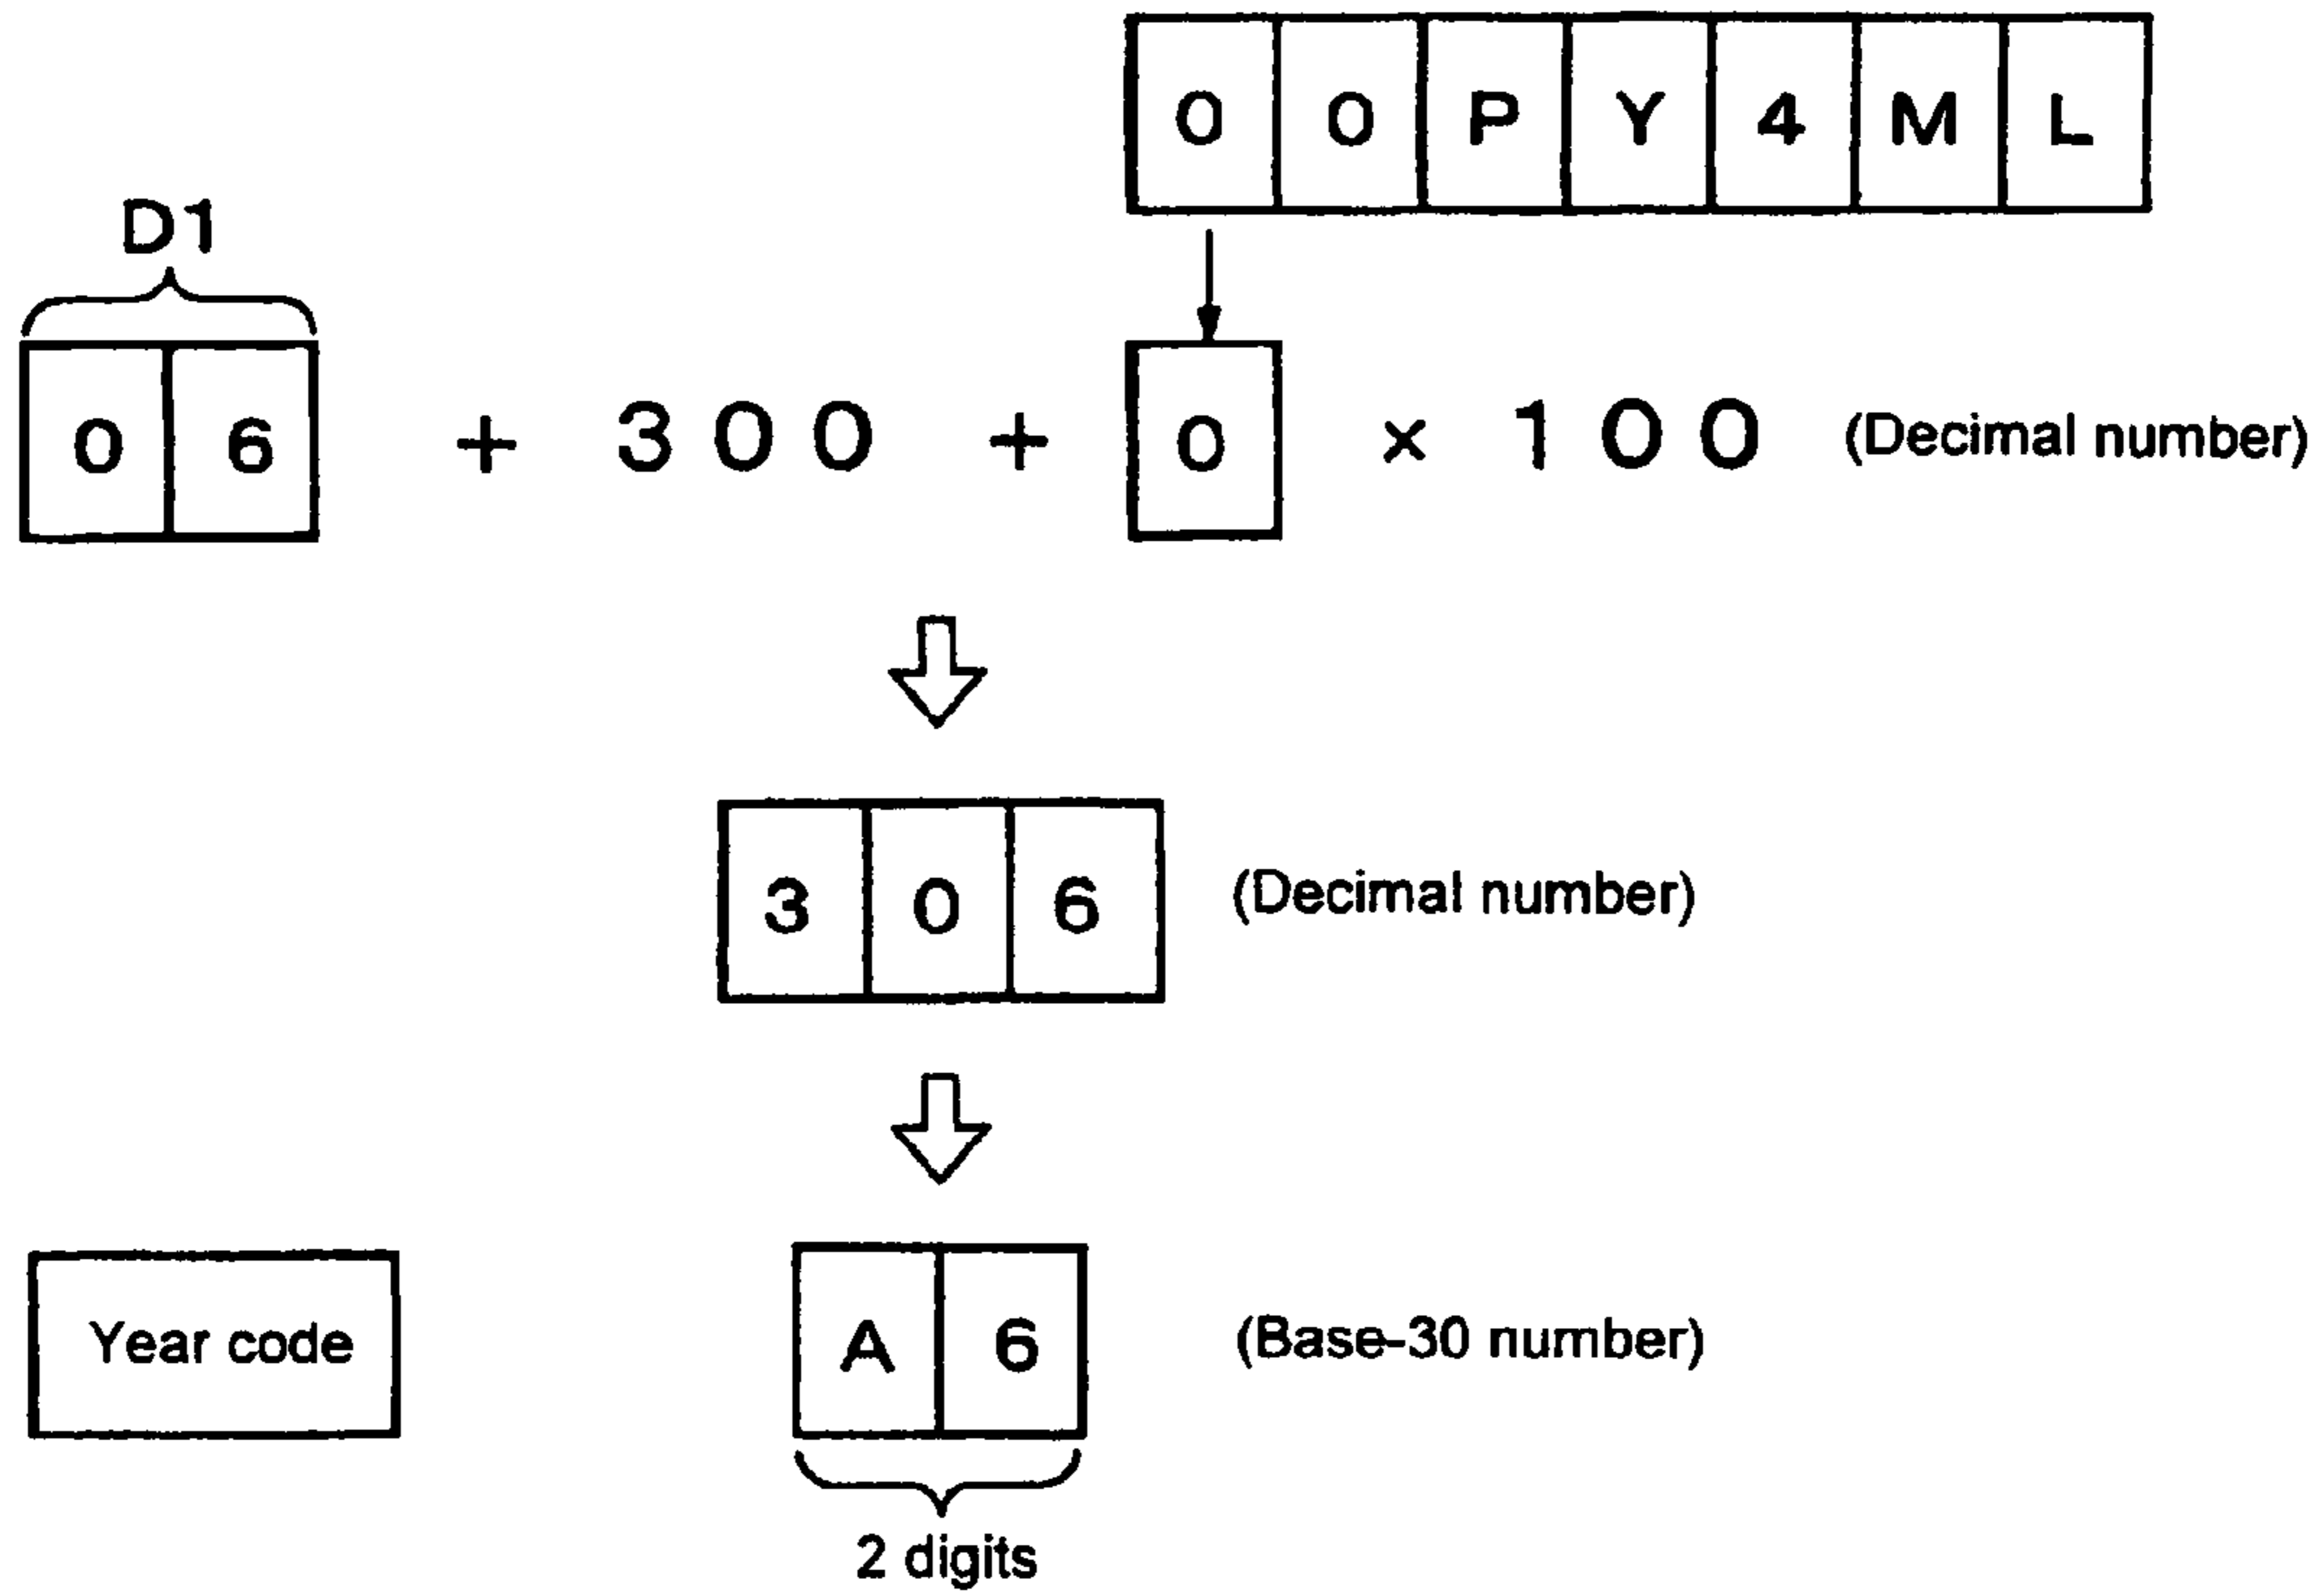 0 0 P Y 4 M L
D1
0 6 + 300 + 0 × 100 (Decimal number)
3 0 6 (Decimal number)
Year code A 6 (Base-30 number)
2 digits